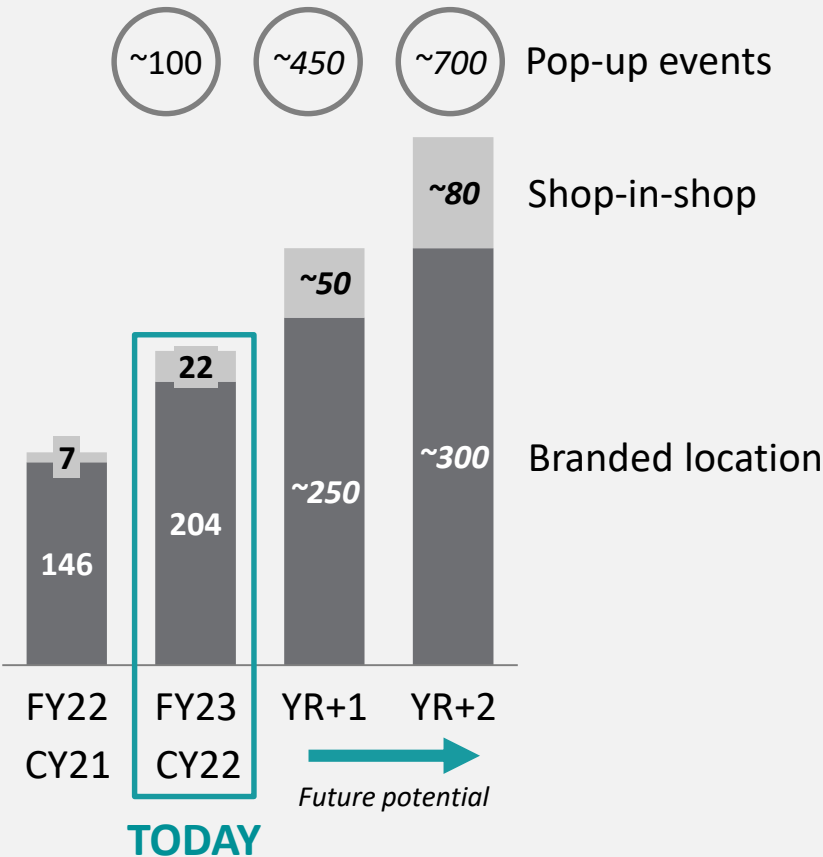 ~100 ~450 ~700 Pop-up events
~80 Shop-in-shop
~50
22
7
~300 Branded location
~250
204
146
FY22 FY23 YR+1 YR+2
CY21 CY22
Future potential
TODAY